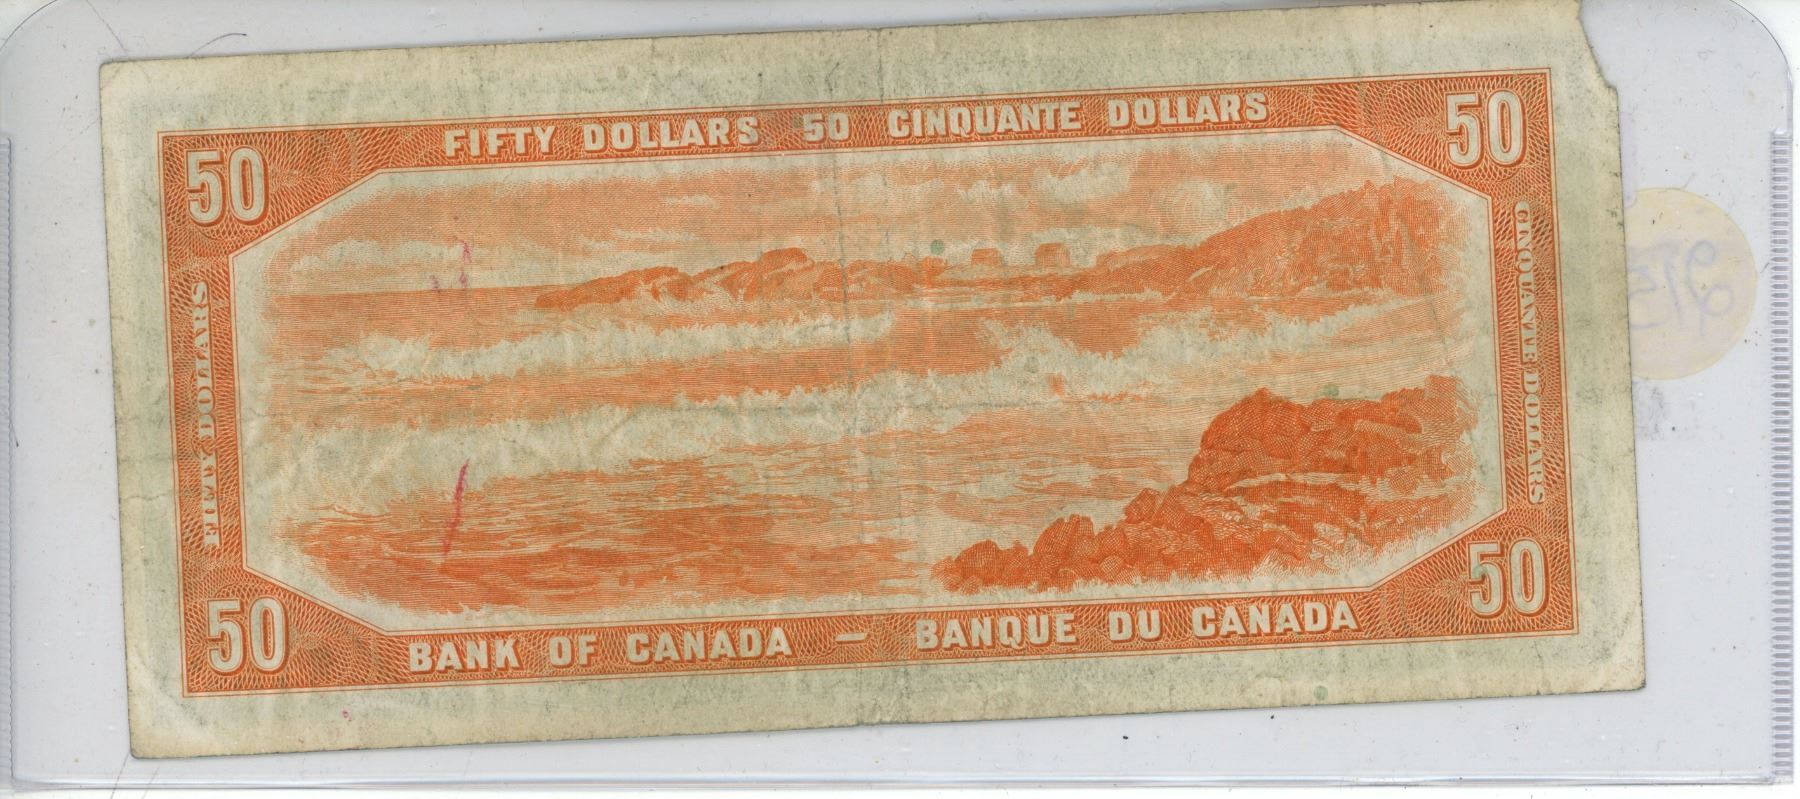 FIFTY DOLLARS 50 CINQUANTE DOLLARS
50
50
FIFTY DOLLARS
CINQUANTE DOLLARS
50
50
BANK OF CANADA — BANQUE DU CANADA